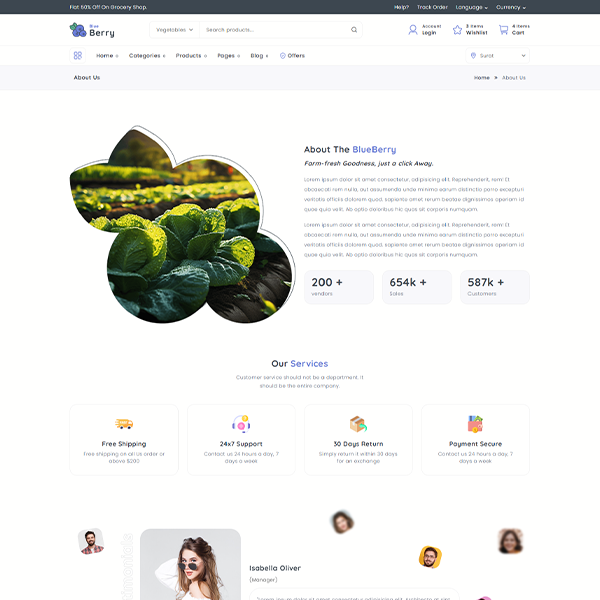 Flat 50% Off On Grocery Shop.
Help? Track Order Language Currency
Blue
Berry
Vegetables Search products...
Account
Login
3 Items
Wishlist
4 Items
Cart
Home Categories Products Pages Blog Offers
Surat
About Us
Home » About Us
About The BlueBerry
Farm-fresh Goodness, just a click Away.
Lorem ipsum dolor sit amet consectetur, adipisicing elit. Reprehenderit, rem! Et
obcaecati rem nulla, aut assumenda unde minima earum distinctio porro excepturi
veritatis dolorem quod, sapiente amet rerum beatae dignissimos aperiam id
quae quia velit. Ab optio doloribus hic quas sit corporis numquam.
Lorem ipsum dolor sit amet consectetur, adipisicing elit. Reprehenderit, rem! Et
obcaecati rem nulla, aut assumenda unde minima earum distinctio porro excepturi
veritatis dolorem quod, sapiente amet rerum beatae dignissimos aperiam id
quae quia velit. Ab optio doloribus hic quas sit corporis numquam.
200 +
vendors
654k +
Sales
587k +
Customers
Our Services
Customer service should not be a department. It
should be the entire company.
Free Shipping
Free shipping on all Us order or
above $200
24x7 Support
Contact us 24 hours a day, 7
days a week
30 Days Return
Simply return it within 30 days
for an exchange
Payment Secure
Contact us 24 hours a day, 7
days a week
Isabella Oliver
(Manager)